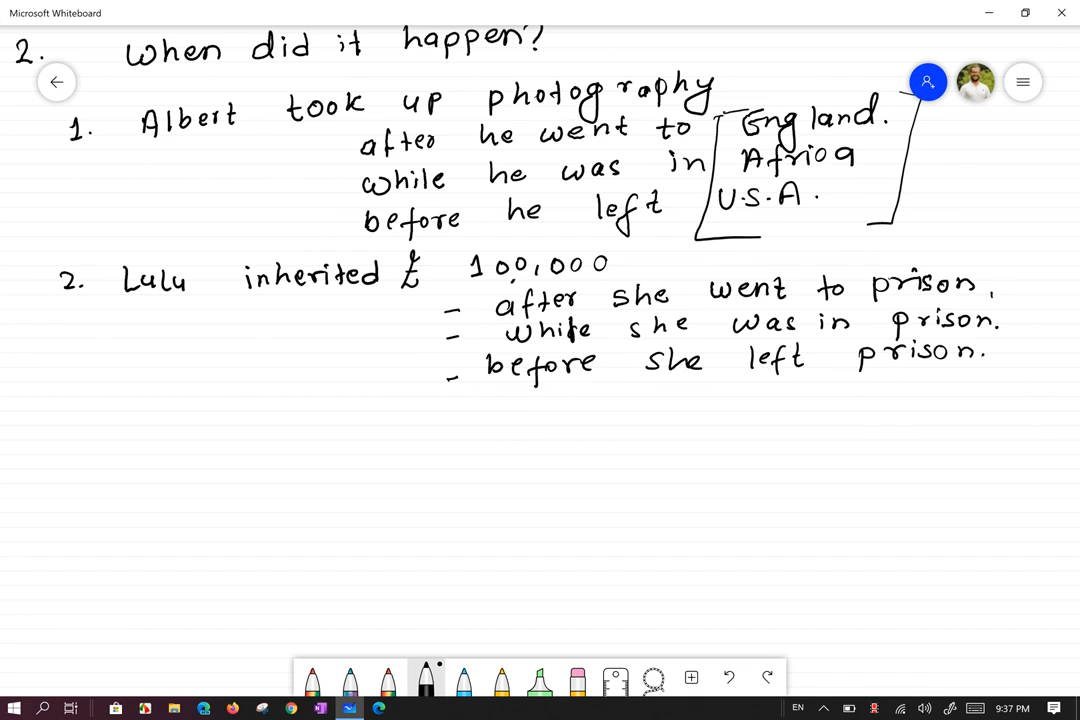 Microsoft Whiteboard
2. When did it happen?
1. Albert took up photography
after he went to England.
while he was in Africa
before he left U.S.A.
2. Lulu inherited £ 100,000
- after she went to prison.
- while she was in prison.
- before she left prison.
EN 9:37 PM